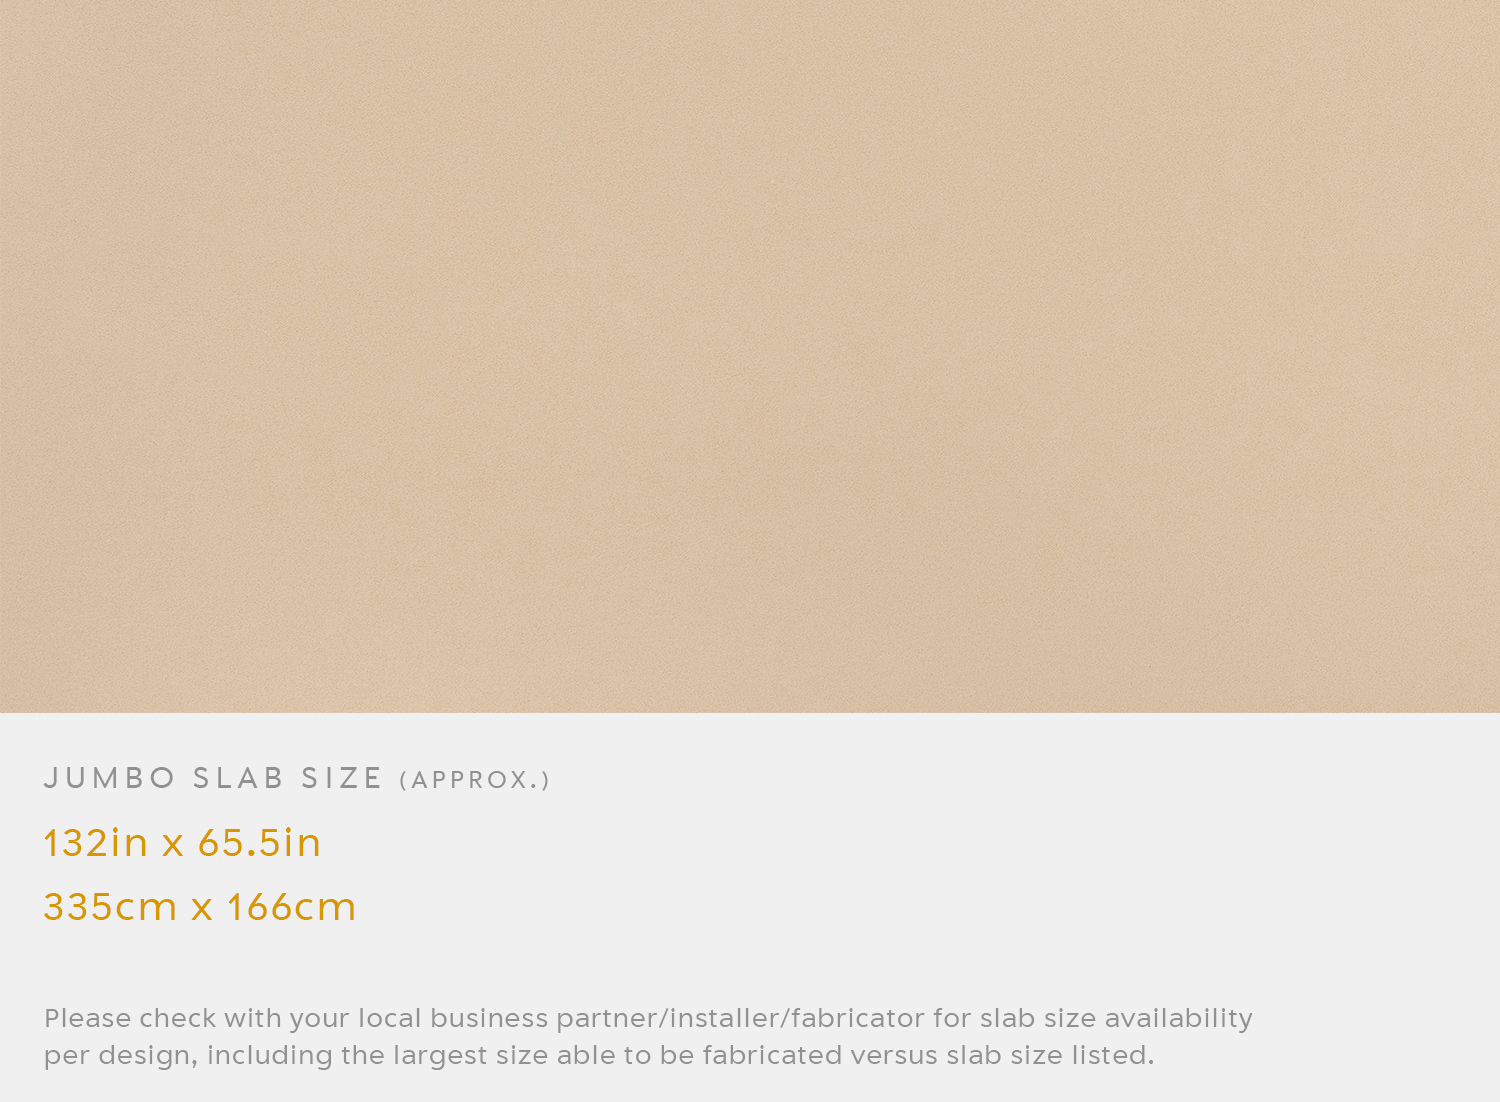 JUMBO SLAB SIZE (APPROX.)
132in x 65.5in
335cm x 166cm
Please check with your local business partner/installer/fabricator for slab size availability
per design, including the largest size able to be fabricated versus slab size listed.